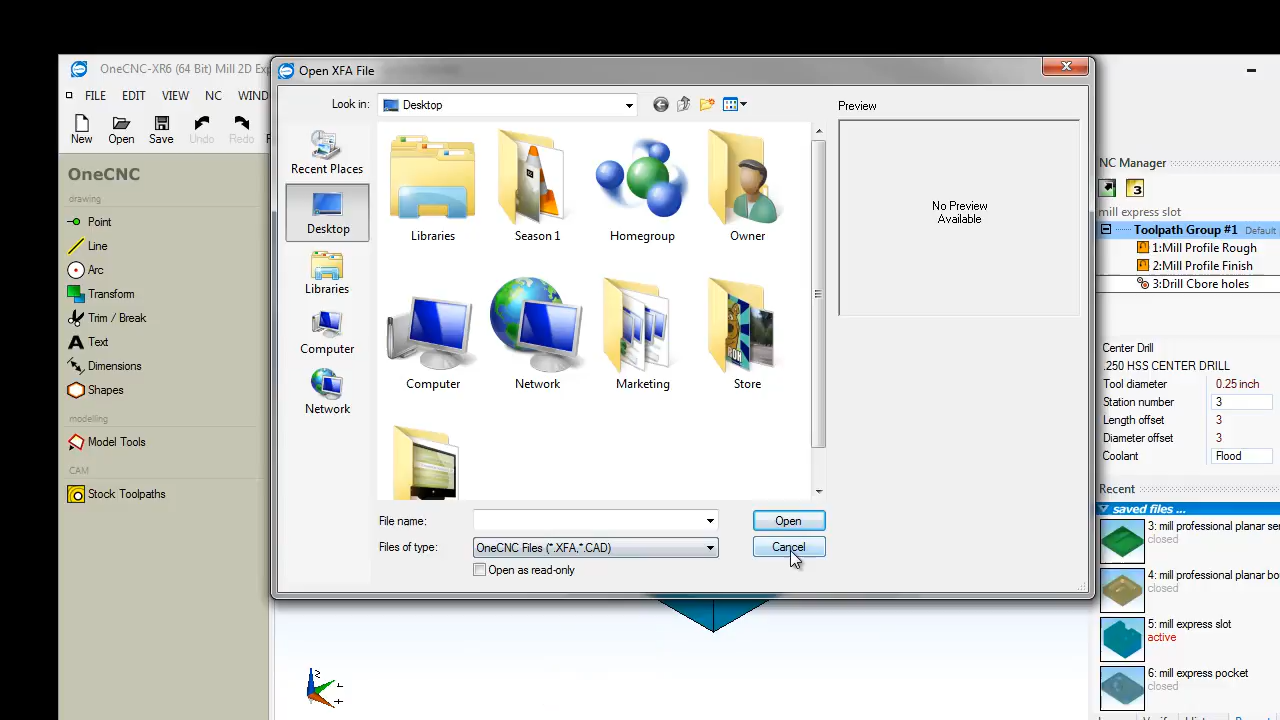 OneCNC-XR6 (64 Bit) Mill 2D Exp
FILE EDIT VIEW NC WIND
New Open Save Undo Redo
OneCNC
drawing
Point
Line
Arc
Transform
Trim / Break
Text
Dimensions
Shapes
modelling
Model Tools
CAM
Stock Toolpaths
Open XFA File
Look in: Desktop
Recent Places
Desktop
Libraries
Computer
Network
Libraries Season 1 Homegroup Owner
Computer Network Marketing Store
File name: Open
Files of type: OneCNC Files (*.XFA,*.CAD) Cancel
Open as read-only
Preview
No Preview
Available
NC Manager
3
mill express slot
Toolpath Group #1 Default
1:Mill Profile Rough
2:Mill Profile Finish
3:Drill Cbore holes
Center Drill
.250 HSS CENTER DRILL
Tool diameter 0.25 inch
Station number 3
Length offset 3
Diameter offset 3
Coolant Flood
Recent
saved files ...
3: mill professional planar se
closed
4: mill professional planar bo
closed
5: mill express slot
active
6: mill express pocket
closed